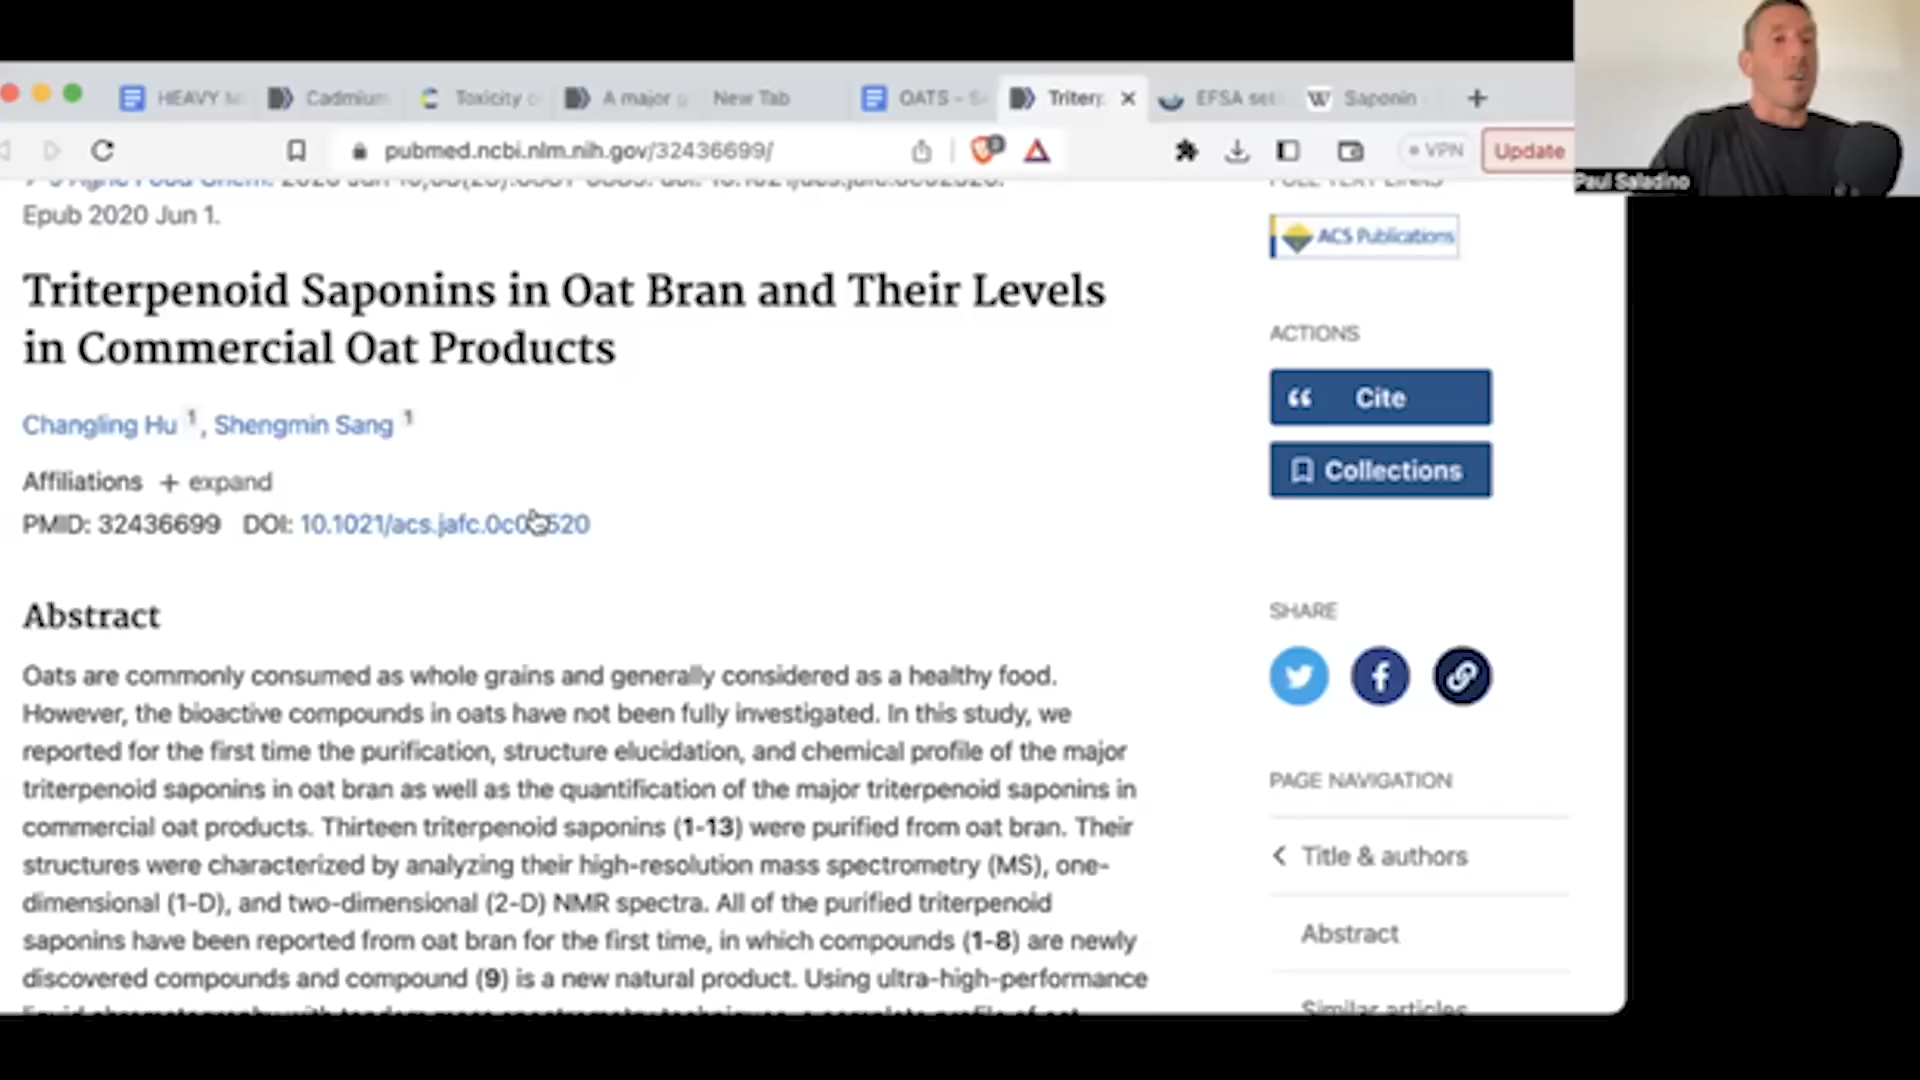 HEAVY M
Cadmium
Toxicity o
A major g
New Tab
OATS - S
Triterp
EFSA set
W Saponin
pubmed.ncbi.nlm.nih.gov/32436699/
VPN
Update
Paul Saladino
Epub 2020 Jun 1.
FULL TEXT LINKS
ACS Publications
Triterpenoid Saponins in Oat Bran and Their Levels
in Commercial Oat Products
Changling Hu 1, Shengmin Sang 1
Affiliations + expand
PMID: 32436699 DOI:
ACTIONS
Cite
Collections
SHARE
PAGE NAVIGATION
Title & authors
Abstract
Similar articles
Abstract
Oats are commonly consumed as whole grains and generally considered as a healthy food.
However, the bioactive compounds in oats have not been fully investigated. In this study, we
reported for the first time the purification, structure elucidation, and chemical profile of the major
triterpenoid saponins in oat bran as well as the quantification of the major triterpenoid saponins in
commercial oat products. Thirteen triterpenoid saponins (1-13) were purified from oat bran. Their
structures were characterized by analyzing their high-resolution mass spectrometry (MS), one-
dimensional (1-D), and two-dimensional (2-D) NMR spectra. All of the purified triterpenoid
saponins have been reported from oat bran for the first time, in which compounds (1-8) are newly
discovered compounds and compound (9) is a new natural product. Using ultra-high-performance